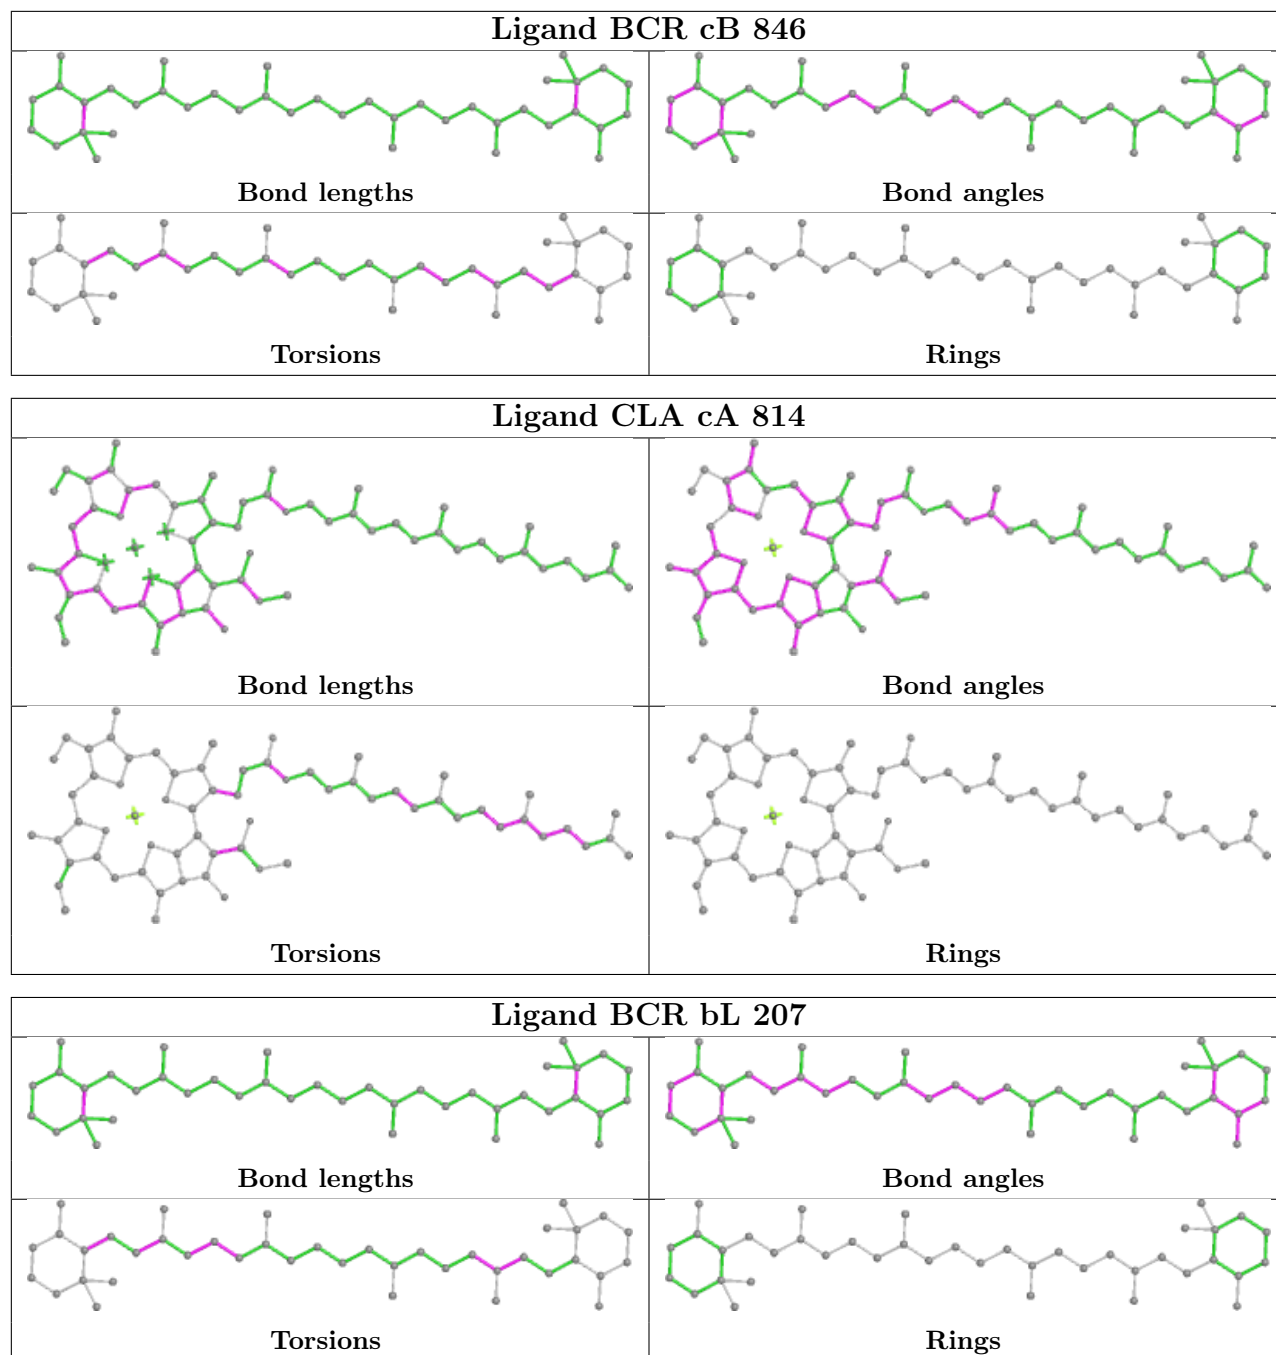 Ligand BCR cB 846
Bond lengths
Bond angles
Torsions
Rings
Ligand CLA cA 814
Bond lengths
Bond angles
Torsions
Rings
Ligand BCR bL 207
Bond lengths
Bond angles
Torsions
Rings